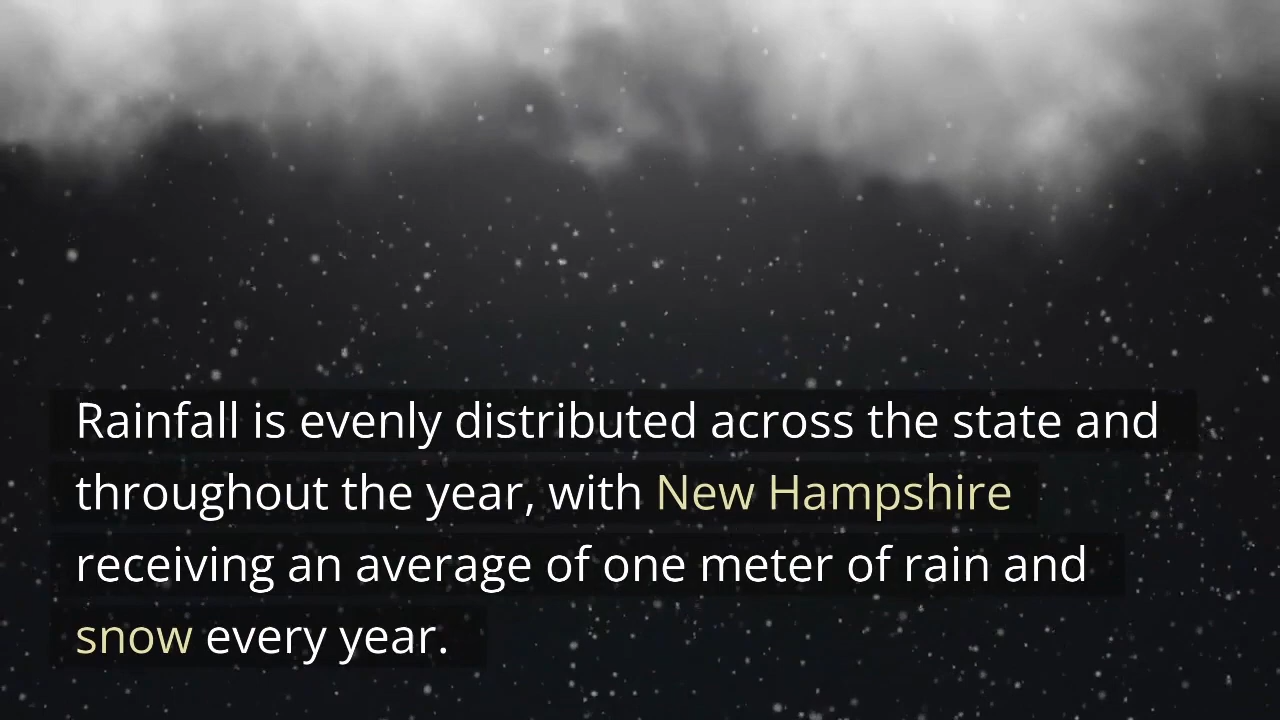 Rainfall is evenly distributed across the state and
throughout the year, with New Hampshire
receiving an average of one meter of rain and
snow every year.